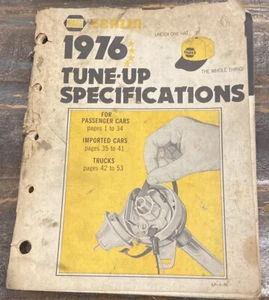 NAPA
UNDER ONE HAT...
1976
THE WHOLE THING!
TUNE-UP
SPECIFICATIONS
FOR
PASSENGER CARS
pages 1 to 34
IMPORTED CARS
pages 35 to 41
TRUCKS
pages 42 to 53